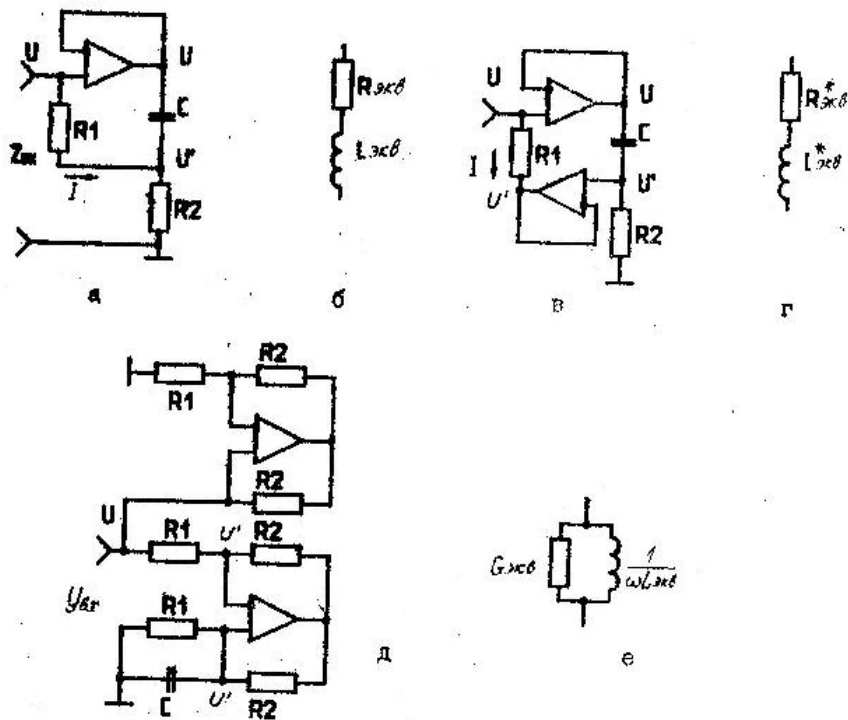 U
U
C
R1
Zвх
U'
I
R2
а
Rэкв
Lэкв
б
U
U
C
R1
I
U'
U'
R2
в
R*экв
L*экв
г
R2
R1
R2
U
R1
U'
R2
Yвх
R1
C
U'
R2
д
Gэкв
1
ωLэкв
е